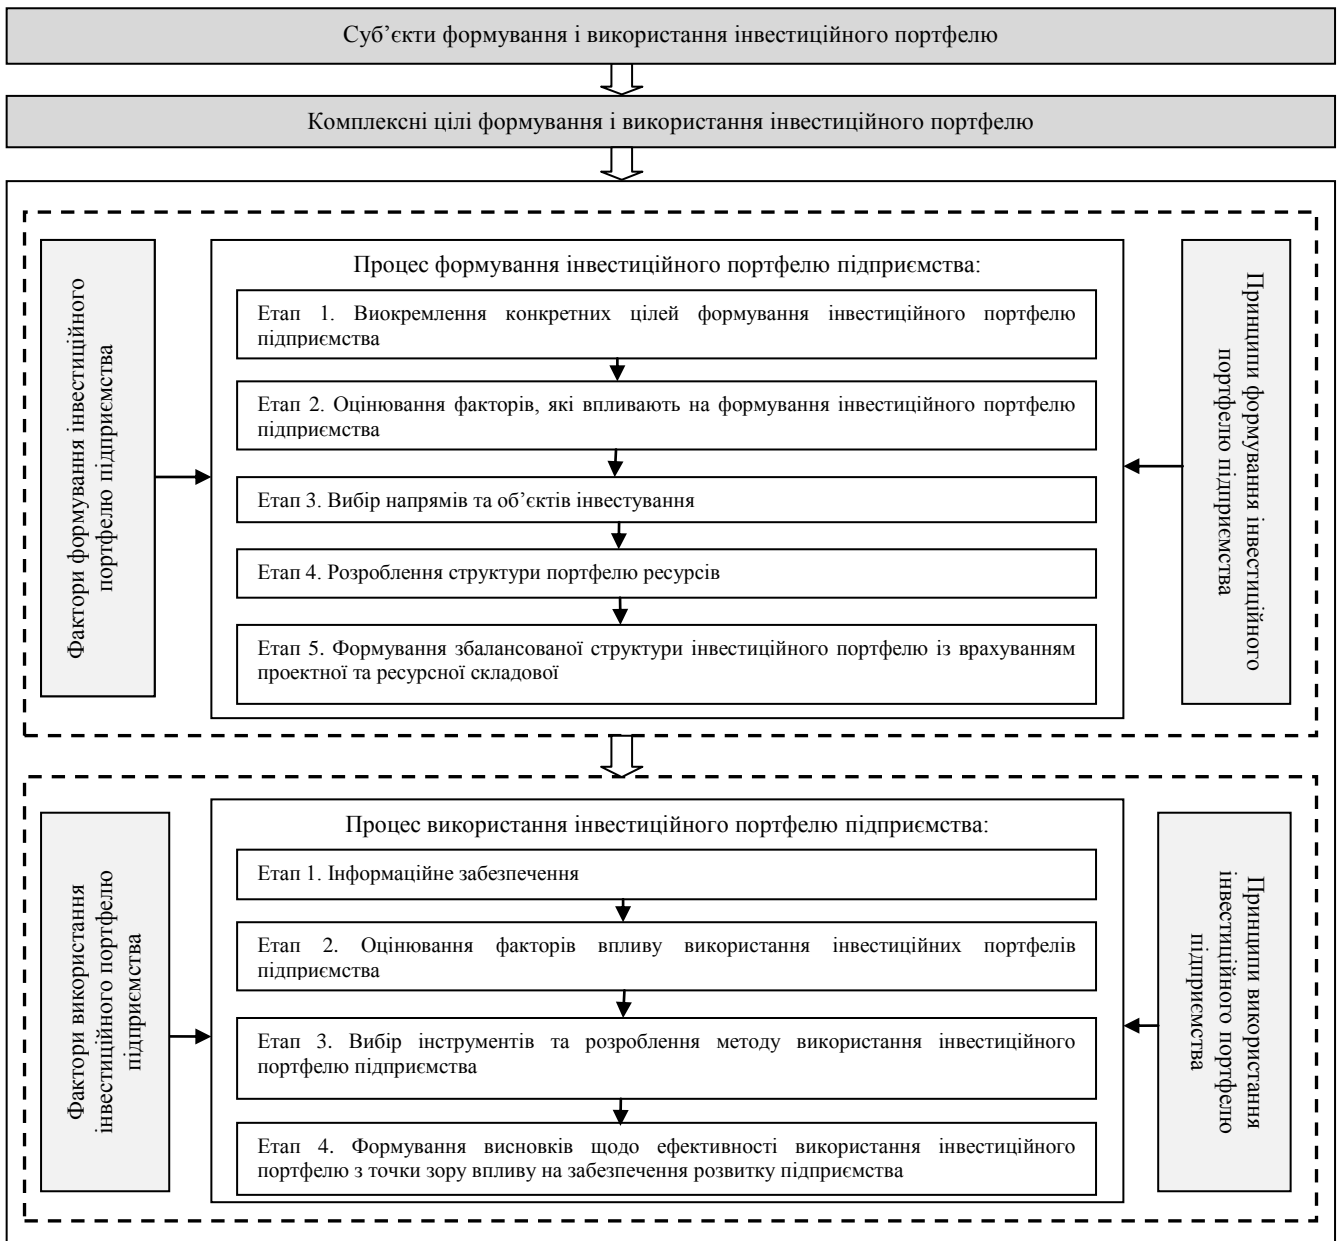 Суб’єкти формування і використання інвестиційного портфелю
Комплексні цілі формування і використання інвестиційного портфелю
Фактори формування інвестиційного
портфелю підприємства
Процес формування інвестиційного портфелю підприємства:
Етап 1. Виокремлення конкретних цілей формування інвестиційного портфелю
підприємства
Етап 2. Оцінювання факторів, які впливають на формування інвестиційного портфелю
підприємства
Етап 3. Вибір напрямів та об’єктів інвестування
Етап 4. Розроблення структури портфелю ресурсів
Етап 5. Формування збалансованої структури інвестиційного портфелю із врахуванням
проектної та ресурсної складової
Принципи формування інвестиційного
портфелю підприємства
Фактори використання
інвестиційного портфелю
підприємства
Процес використання інвестиційного портфелю підприємства:
Етап 1. Інформаційне забезпечення
Етап 2. Оцінювання факторів впливу використання інвестиційних портфелів
підприємства
Етап 3. Вибір інструментів та розроблення методу використання інвестиційного
портфелю підприємства
Етап 4. Формування висновків щодо ефективності використання інвестиційного
портфелю з точки зору впливу на забезпечення розвитку підприємства
Принципи використання
інвестиційного портфелю
підприємства